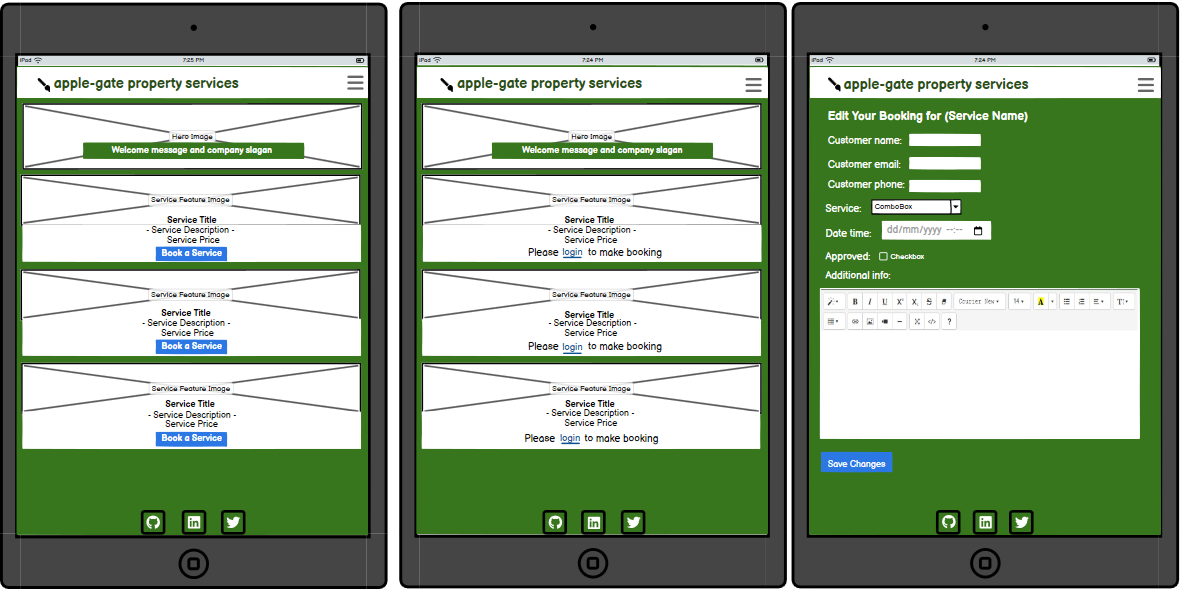 iPad 7:25 PM
apple-gate property services
Hero Image
Welcome message and company slagan
Service Feature Image
Service Title
- Service Description -
Service Price
Book a Service
Service Feature Image
Service Title
- Service Description -
Service Price
Book a Service
Service Feature Image
Service Title
- Service Description -
Service Price
Book a Service
iPad 7:24 PM
apple-gate property services
Hero Image
Welcome message and company slagan
Service Feature Image
Service Title
- Service Description -
Service Price
Please login to make booking
Service Feature Image
Service Title
- Service Description -
Service Price
Please login to make booking
Service Feature Image
Service Title
- Service Description -
Service Price
Please login to make booking
iPad 7:24 PM
apple-gate property services
Edit Your Booking for (Service Name)
Customer name:
Customer email:
Customer phone:
Service: ComboBox
Date time: dd/mm/yyyy --:--
Approved: Checkbox
Additional info:
B I U X² X₂ S Courier New 14 A T!
</> ?
Save Changes